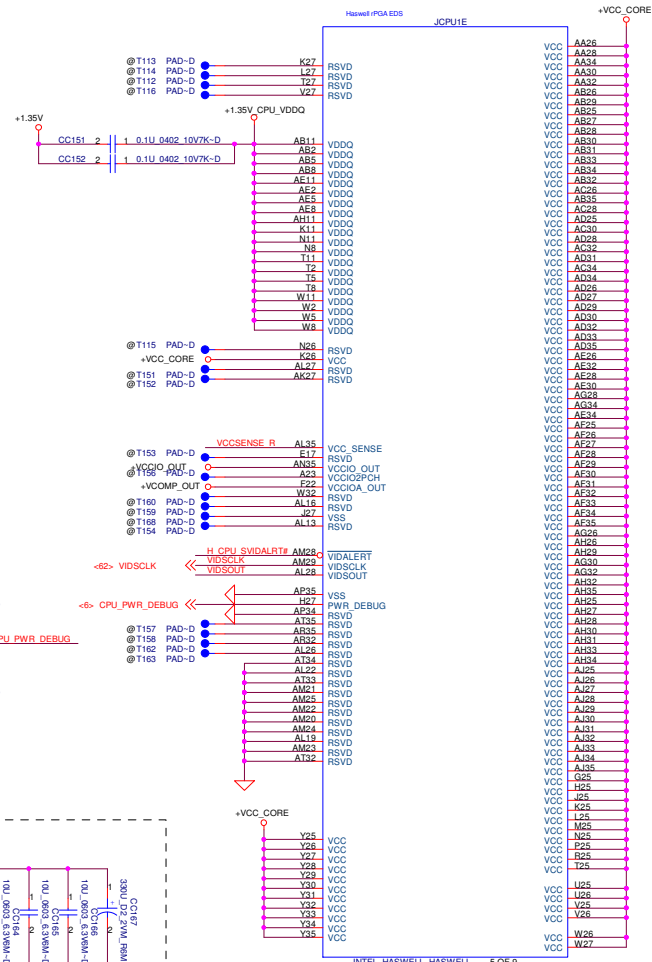 Haswell rPGA EDS
JCPU1E
+VCC_CORE
@T113 PAD~D K27 RSVD
@T114 PAD~D L27 RSVD
@T112 PAD~D T27 RSVD
@T116 PAD~D V27 RSVD
+1.35V
+1.35V_CPU_VDDQ
CC151 2 1 0.1U_0402_10V7K~D
CC152 2 1 0.1U_0402_10V7K~D
AB11 VDDQ
AB2 VDDQ
AB5 VDDQ
AB8 VDDQ
AE11 VDDQ
AE2 VDDQ
AE5 VDDQ
AE8 VDDQ
AH11 VDDQ
K11 VDDQ
N11 VDDQ
N8 VDDQ
T11 VDDQ
T2 VDDQ
T5 VDDQ
T8 VDDQ
W11 VDDQ
W2 VDDQ
W5 VDDQ
W8 VDDQ
@T115 PAD~D N26 RSVD
+VCC_CORE K26 VCC
@T151 PAD~D AL27 RSVD
@T152 PAD~D AK27 RSVD
VCCSENSE_R AL35 VCC_SENSE
@T153 PAD~D E17 RSVD
+VCCIO_OUT AN35 VCCIO_OUT
@T156 PAD~D A23 VCCIO2PCH
+VCOMP_OUT F22 VCCIOA_OUT
@T160 PAD~D W32 RSVD
@T159 PAD~D AL16 RSVD
@T168 PAD~D J27 VSS
@T154 PAD~D AL13 RSVD
H_CPU_SVIDALRT# AM28 VIDALERT
<62> VIDSCLK VIDSCLK AM29 VIDSCLK
VIDSOUT AL28 VIDSOUT
AP35 VSS
<6> CPU_PWR_DEBUG H27 PWR_DEBUG
AP34 RSVD
@T157 PAD~D AT35 RSVD
@T158 PAD~D AR35 RSVD
@T162 PAD~D AR32 RSVD
@T163 PAD~D AL26 RSVD
PU_PWR_DEBUG
AT34 RSVD
AL22 RSVD
AT33 RSVD
AM21 RSVD
AM25 RSVD
AM22 RSVD
AM20 RSVD
AM24 RSVD
AL19 RSVD
AM23 RSVD
AT32 RSVD
+VCC_CORE
Y25 VCC
Y26 VCC
Y27 VCC
Y28 VCC
Y29 VCC
Y30 VCC
Y31 VCC
Y32 VCC
Y33 VCC
Y34 VCC
Y35 VCC
VCC AA26
VCC AA28
VCC AA34
VCC AA30
VCC AA32
VCC AB26
VCC AB29
VCC AB25
VCC AB27
VCC AB28
VCC AB30
VCC AB31
VCC AB33
VCC AB34
VCC AB32
VCC AC26
VCC AB35
VCC AC28
VCC AD25
VCC AC30
VCC AD28
VCC AC32
VCC AD31
VCC AC34
VCC AD34
VCC AD26
VCC AD27
VCC AD29
VCC AD30
VCC AD32
VCC AD33
VCC AD35
VCC AE26
VCC AE32
VCC AE28
VCC AE30
VCC AG28
VCC AG34
VCC AE34
VCC AF25
VCC AF26
VCC AF27
VCC AF28
VCC AF29
VCC AF30
VCC AF31
VCC AF32
VCC AF33
VCC AF34
VCC AF35
VCC AG26
VCC AH26
VCC AH29
VCC AG30
VCC AG32
VCC AH32
VCC AH35
VCC AH25
VCC AH27
VCC AH28
VCC AH30
VCC AH31
VCC AH33
VCC AH34
VCC AJ25
VCC AJ26
VCC AJ27
VCC AJ28
VCC AJ29
VCC AJ30
VCC AJ31
VCC AJ32
VCC AJ33
VCC AJ34
VCC AJ35
VCC G25
VCC H25
VCC J25
VCC K25
VCC L25
VCC M25
VCC N25
VCC P25
VCC R25
VCC T25
VCC U25
VCC U26
VCC V25
VCC V26
VCC W26
VCC W27
CC167 1 330U_D2_2VM_R6M
CC166 1 2 10U_0603_6.3V6M~D
CC165 1 2 10U_0603_6.3V6M~D
CC164 1 2 10U_0603_6.3V6M~D
INTEL_HASWELL_HASWELL 5 OF 9